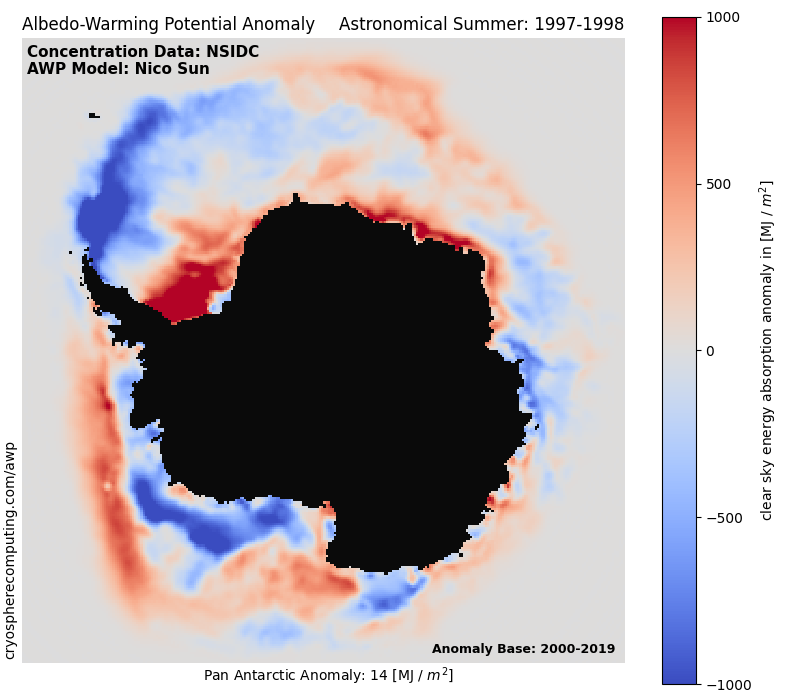 Albedo-Warming Potential Anomaly Astronomical Summer: 1997-1998
Concentration Data: NSIDC
AWP Model: Nico Sun
1000
500
0
−500
−1000
clear sky energy absorption anomaly in [MJ / m²]
cryospherecomputing.com/awp
Anomaly Base: 2000-2019
Pan Antarctic Anomaly: 14 [MJ / m²]